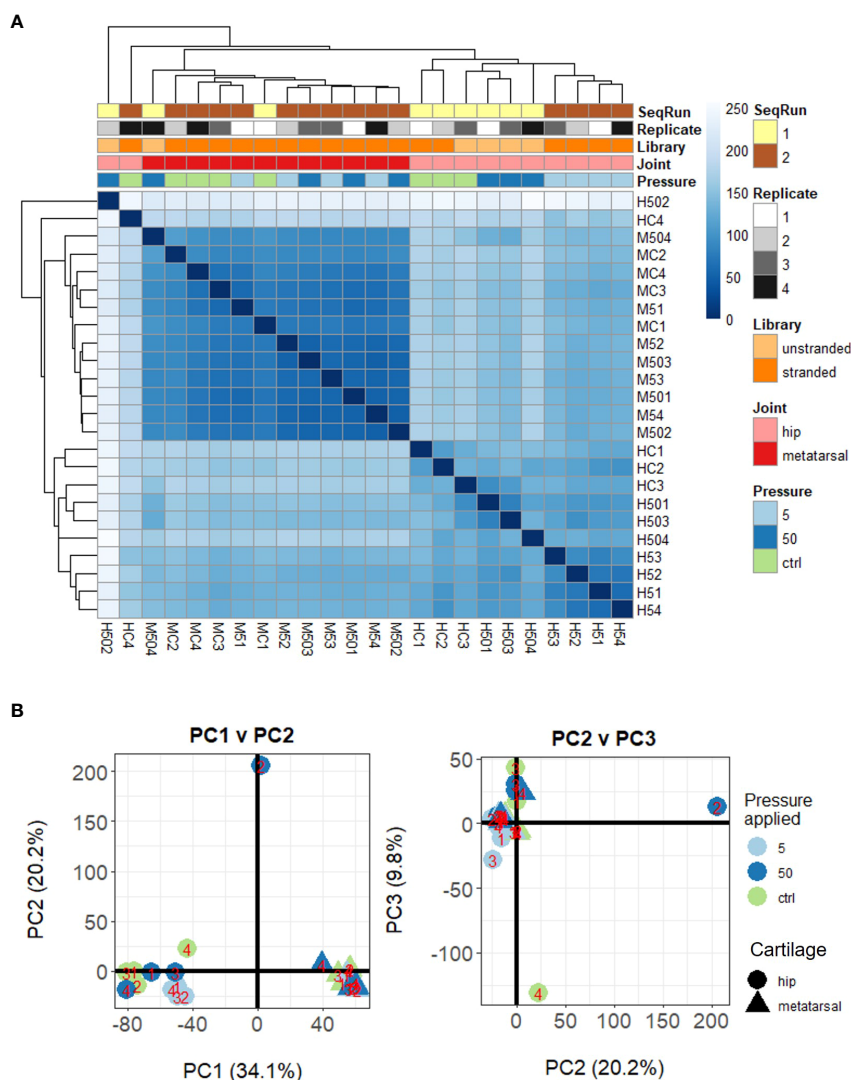 A
SeqRun
Replicate
Library
Joint
Pressure
H502
HC4
M504
MC2
MC4
MC3
M51
MC1
M52
M503
M53
M501
M54
M502
HC1
HC2
HC3
H501
H503
H504
H53
H52
H51
H54
H502 HC4 M504 MC2 MC4 MC3 M51 MC1 M52 M503 M53 M501 M54 M502 HC1 HC2 HC3 H501 H503 H504 H53 H52 H51 H54
250
200
150
100
50
0
SeqRun
1
2
Replicate
1
2
3
4
Library
unstranded
stranded
Joint
hip
metatarsal
Pressure
5
50
ctrl
B
PC1 v PC2
PC2 (20.2%)
200
150
100
50
25
0
-80 -40 0 40
PC1 (34.1%)
PC2 v PC3
PC3 (9.8%)
50
0
-50
-100
0 50 100 150 200
PC2 (20.2%)
Pressure
applied
5
50
ctrl
Cartilage
hip
metatarsal